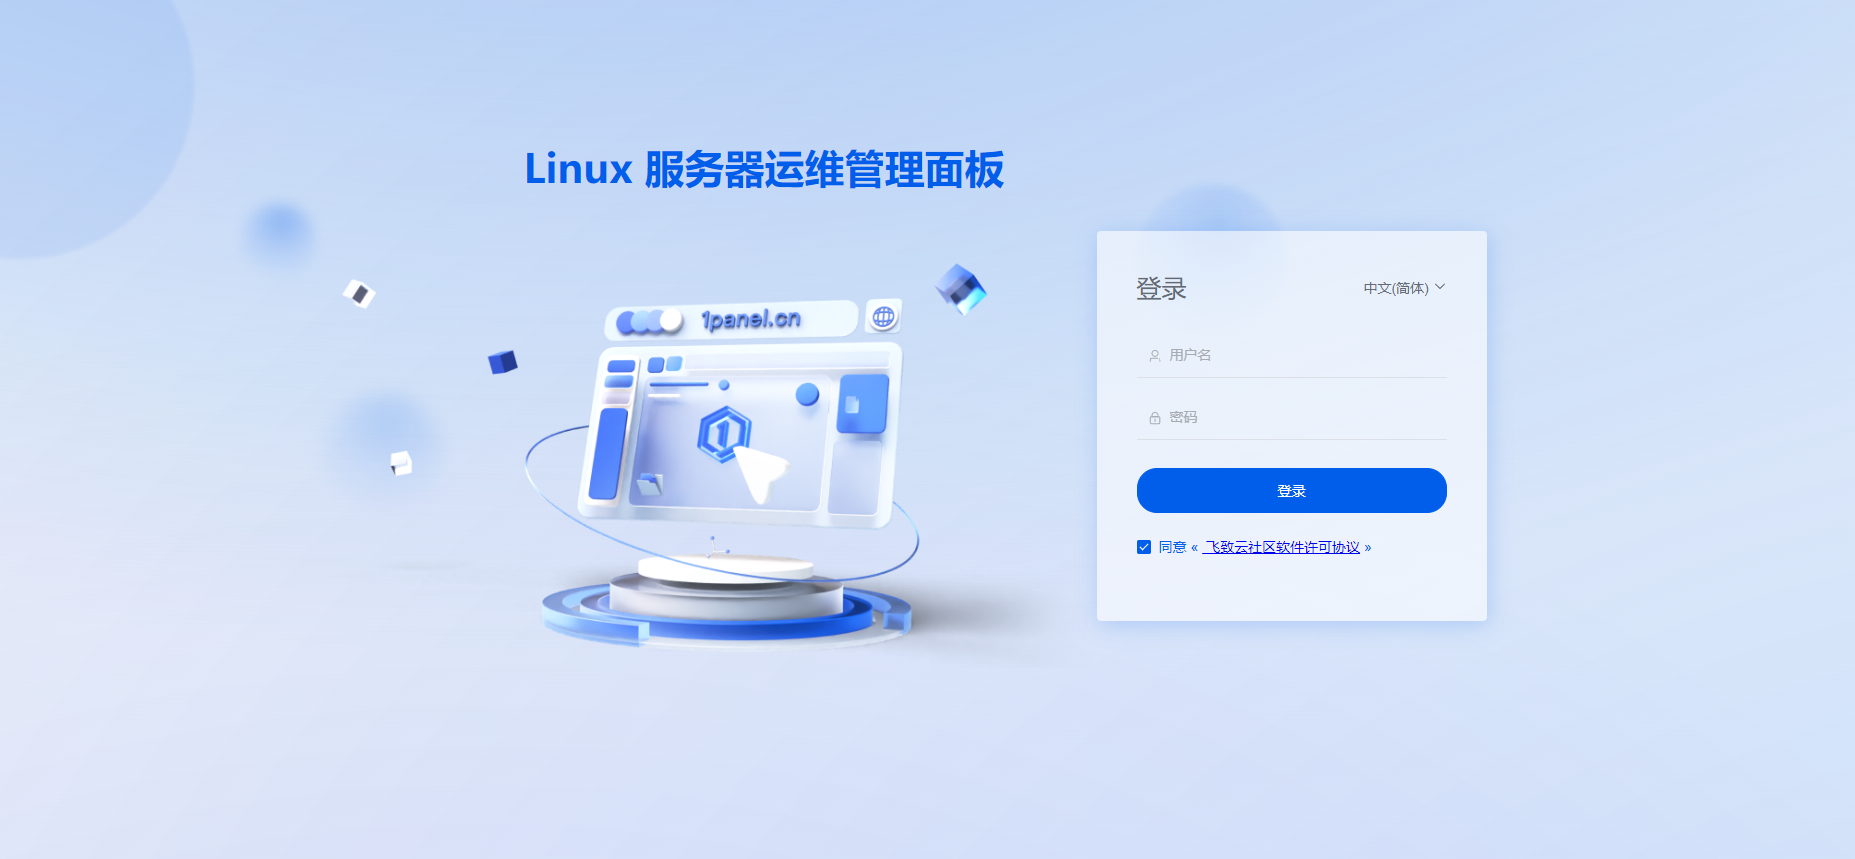 Linux 服务器运维管理面板
1panel.cn
1
登录
中文(简体)
用户名
密码
登录
同意 « 飞致云社区软件许可协议 »